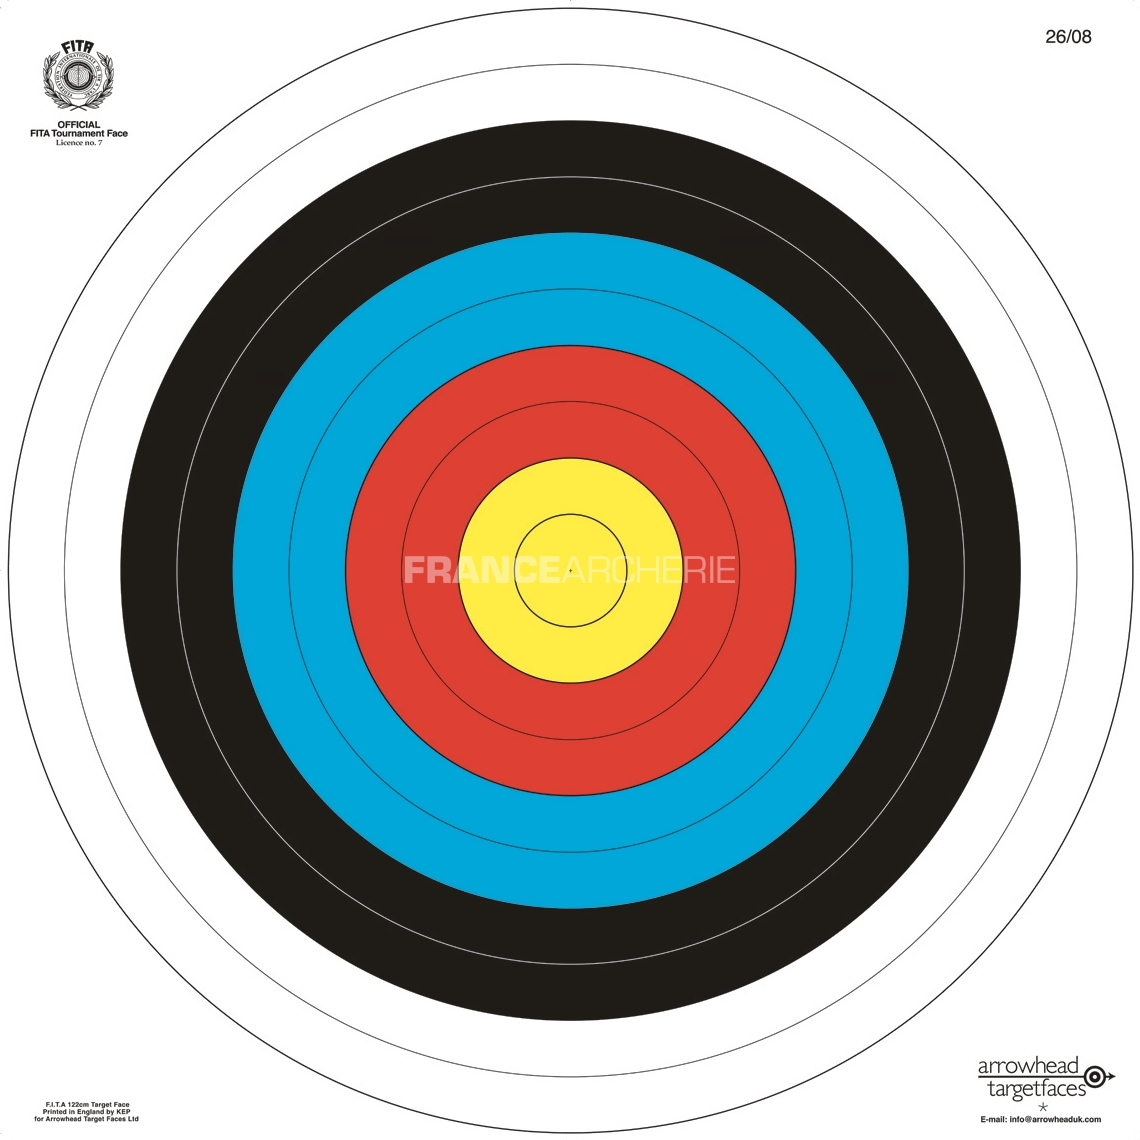 FITA
OFFICIAL
FITA Tournament Face
Licence no. 7
26/08
FRANCEARCHERIE
F.I.T.A 122cm Target Face
Printed in England by KEP
for Arrowhead Target Faces Ltd
arrowhead
targetfaces
*
E-mail: info@arrowheaduk.com